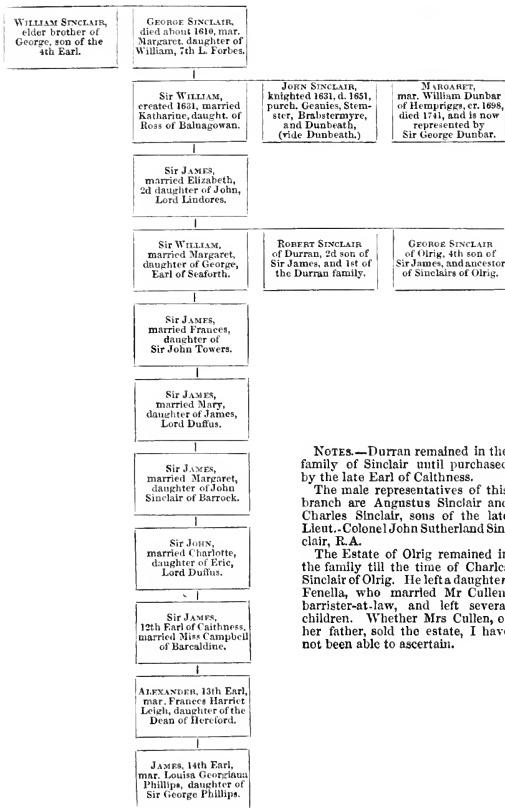 WILLIAM SINCLAIR,
elder brother of
George, son of the
4th Earl.
GEORGE SINCLAIR,
died about 1610, mar.
Margaret, daughter of
William, 7th L. Forbes.
Sir WILLIAM,
created 1631, married
Katharine, daught. of
Ross of Balnagowan.
JOHN SINCLAIR,
knighted 1631, d. 1651,
purch. Geanies, Stem-
ster, Brabstermyre,
and Dunbeath,
(vide Dunbeath.)
MARGARET,
mar. William Dunbar
of Hempriggs, cr. 1698,
died 1741, and is now
represented by
Sir George Dunbar.
Sir JAMES,
married Elizabeth,
2d daughter of John,
Lord Lindores.
Sir WILLIAM,
married Margaret,
daughter of George,
Earl of Seaforth.
ROBERT SINCLAIR
of Durran, 2d son of
Sir James, and 1st of
the Durran family.
GEORGE SINCLAIR
of Olrig, 4th son of
Sir James, and ancestor
of Sinclairs of Olrig.
Sir JAMES,
married Frances,
daughter of
Sir John Towers.
Sir JAMES,
married Mary,
daughter of James,
Lord Duffus.
Sir JAMES,
married Margaret,
daughter of John
Sinclair of Barrock.
Sir JOHN,
married Charlotte,
daughter of Eric,
Lord Duffus.
Sir JAMES,
12th Earl of Caithness,
married Miss Campbell
of Barcaldine.
ALEXANDER, 13th Earl,
mar. Frances Harriet
Leigh, daughter of the
Dean of Hereford.
JAMES, 14th Earl,
mar. Louisa Georgiana
Phillips, daughter of
Sir George Phillips.
NOTES.—Durran remained in the
family of Sinclair until purchased
by the late Earl of Caithness.
The male representatives of this
branch are Augustus Sinclair and
Charles Sinclair, sons of the late
Lieut.-Colonel John Sutherland Sin
clair, R.A.
The Estate of Olrig remained in
the family till the time of Charles
Sinclair of Olrig. He left a daughter
Fenella, who married Mr Cullen
barrister-at-law, and left severa
children. Whether Mrs Cullen, o
her father, sold the estate, I have
not been able to ascertain.